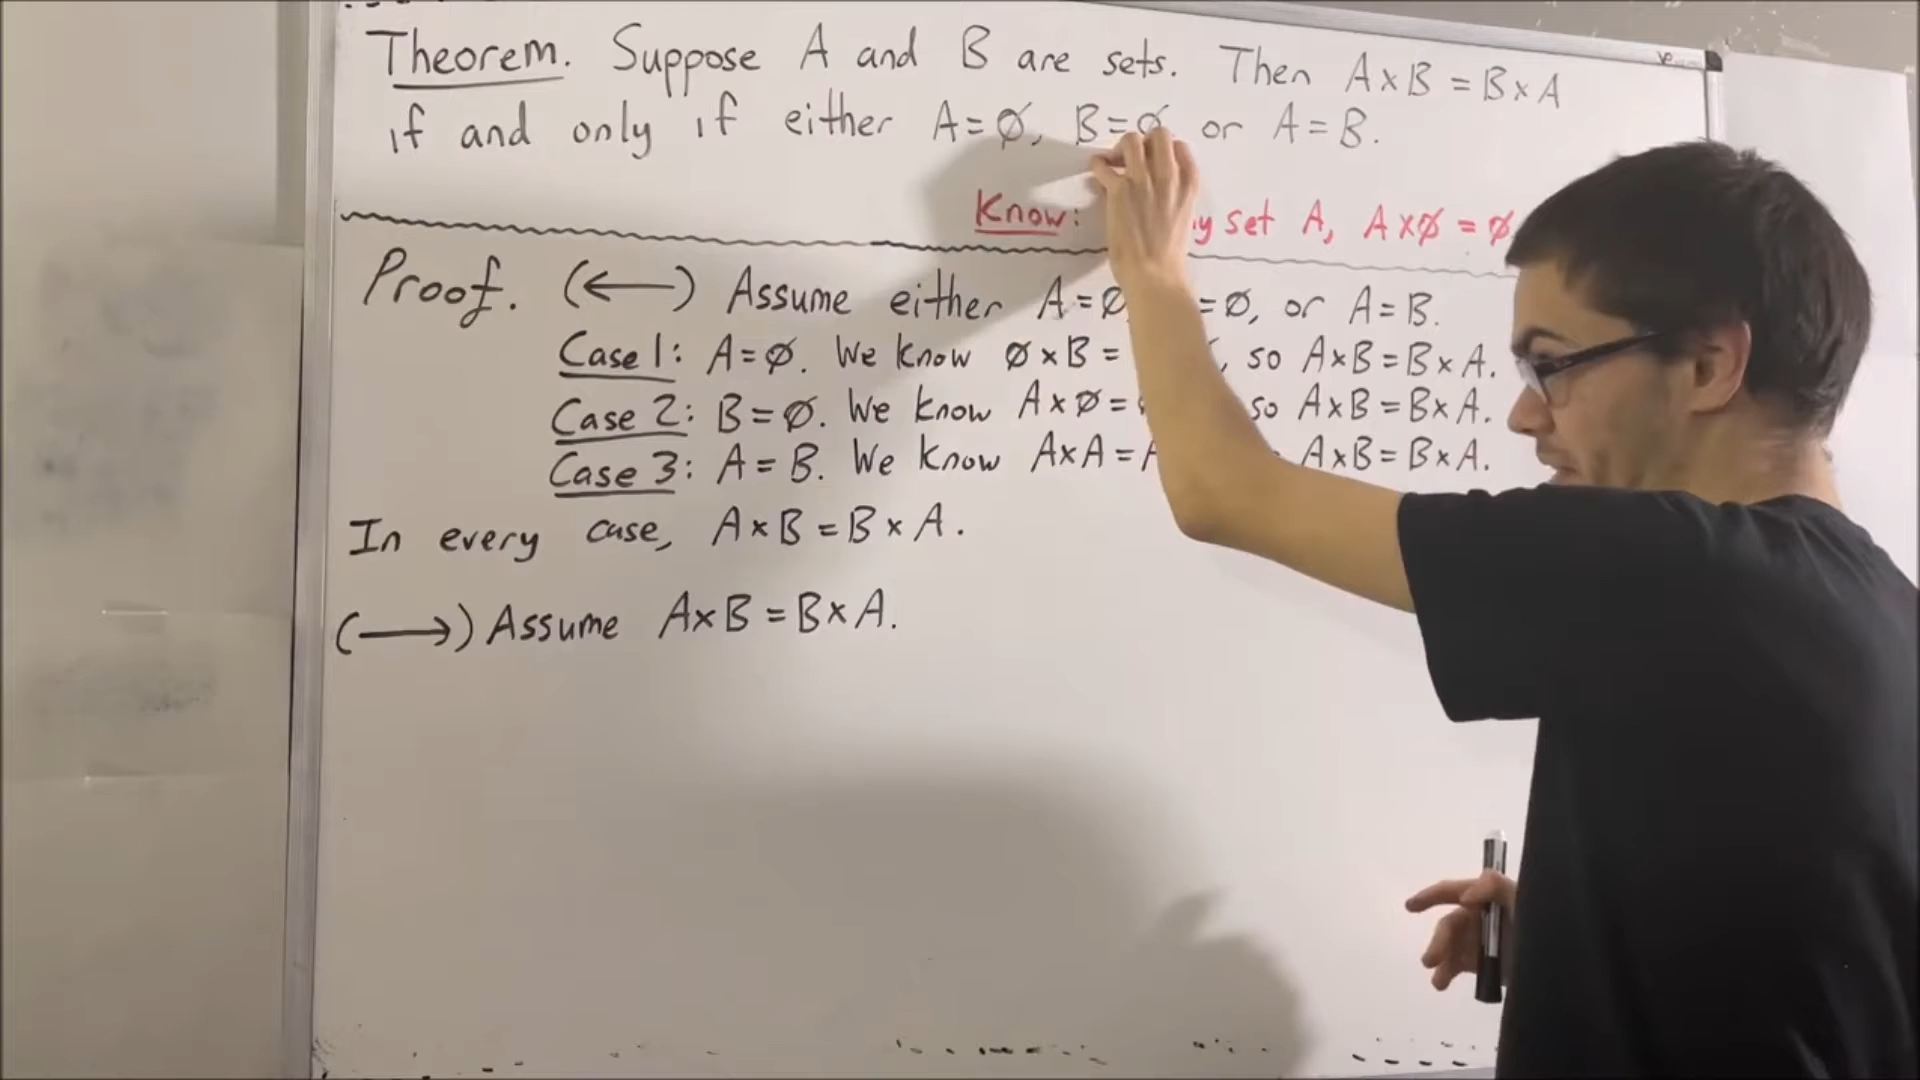 Theorem. Suppose A and B are sets. Then A×B = B×A
if and only if either A=∅, B=∅ or A=B.
Know: set A, A×∅ = ∅
Proof. (⟵) Assume either A=∅ =∅, or A=B.
Case 1: A=∅. We know ∅×B = , so A×B = B×A.
Case 2: B=∅. We know A×∅ = so A×B = B×A.
Case 3: A=B. We know A×A = A×B = B×A.
In every case, A×B = B×A.
(⟶) Assume A×B = B×A.